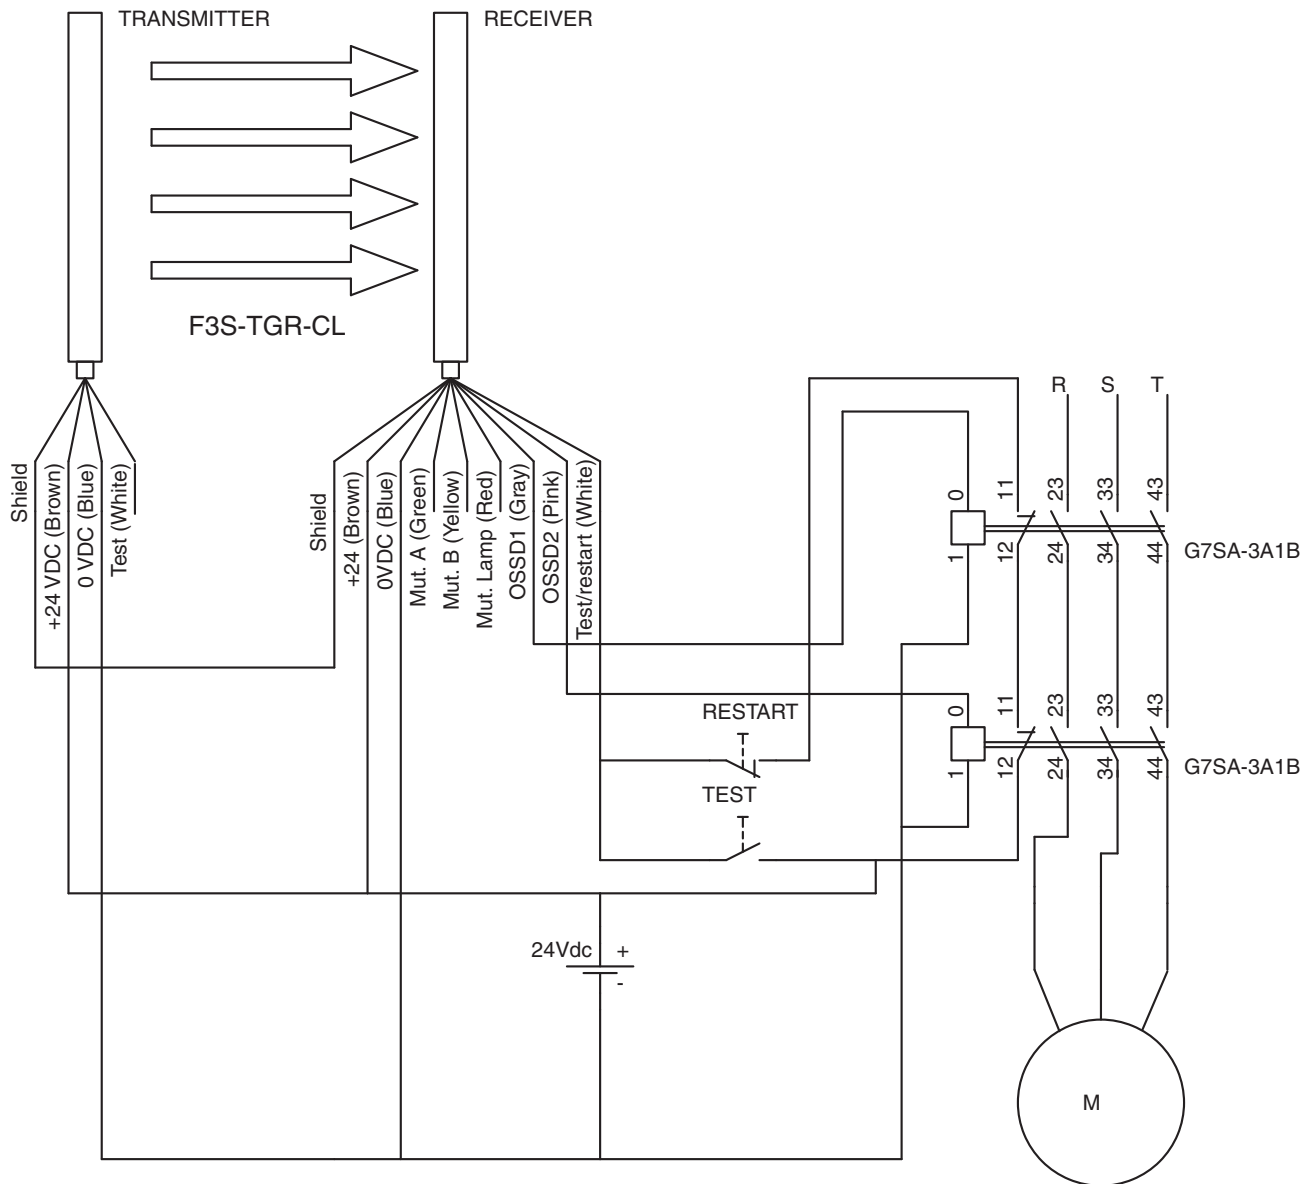 TRANSMITTER
RECEIVER
F3S-TGR-CL
Shield
+24 VDC (Brown)
0 VDC (Blue)
Test (White)
Shield
+24 (Brown)
0VDC (Blue)
Mut. A (Green)
Mut. B (Yellow)
Mut. Lamp (Red)
OSSD1 (Gray)
OSSD2 (Pink)
Test/restart (White)
R S T
0 11 23 33 43
1 12 24 34 44
G7SA-3A1B
0 11 23 33 43
1 12 24 34 44
G7SA-3A1B
RESTART
TEST
24Vdc +
-
M